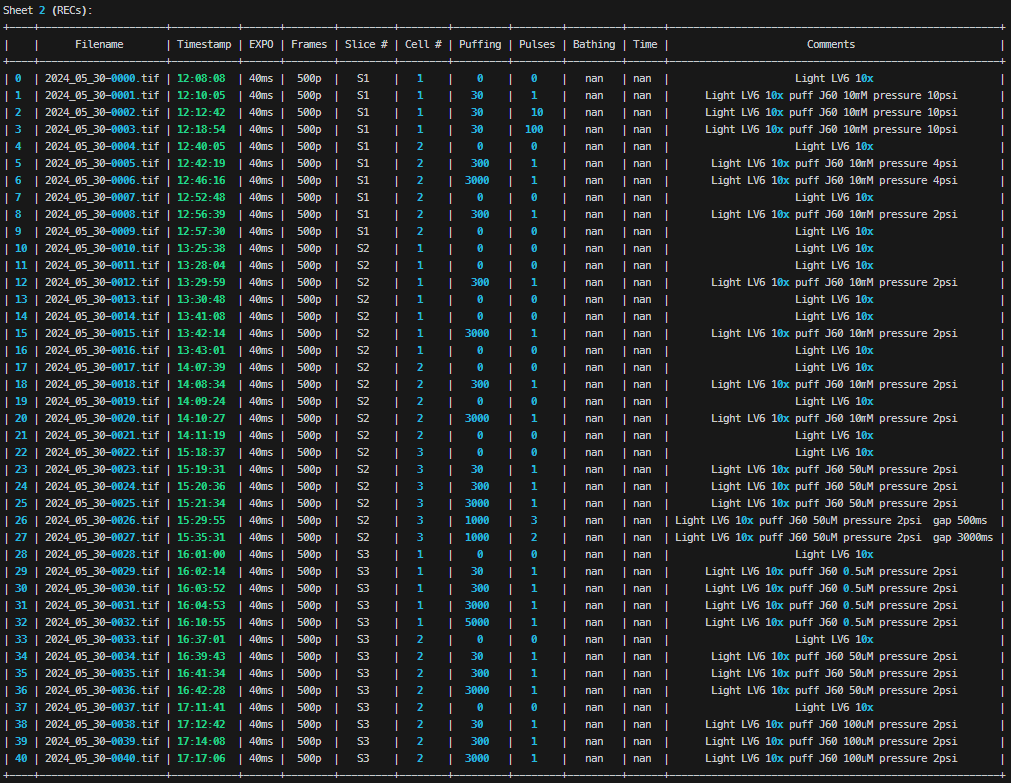 Sheet 2 (RECs):
| | Filename | Timestamp | EXPO | Frames | Slice # | Cell # | Puffing | Pulses | Bathing | Time | Comments |
| 0 | 2024_05_30-0000.tif | 12:08:08 | 40ms | 500p | S1 | 1 | 0 | 0 | nan | nan | Light LV6 10x |
| 1 | 2024_05_30-0001.tif | 12:10:05 | 40ms | 500p | S1 | 1 | 30 | 1 | nan | nan | Light LV6 10x puff J60 10mM pressure 10psi |
| 2 | 2024_05_30-0002.tif | 12:12:42 | 40ms | 500p | S1 | 1 | 30 | 10 | nan | nan | Light LV6 10x puff J60 10mM pressure 10psi |
| 3 | 2024_05_30-0003.tif | 12:18:54 | 40ms | 500p | S1 | 1 | 30 | 100 | nan | nan | Light LV6 10x puff J60 10mM pressure 10psi |
| 4 | 2024_05_30-0004.tif | 12:40:05 | 40ms | 500p | S1 | 2 | 0 | 0 | nan | nan | Light LV6 10x |
| 5 | 2024_05_30-0005.tif | 12:42:19 | 40ms | 500p | S1 | 2 | 300 | 1 | nan | nan | Light LV6 10x puff J60 10mM pressure 4psi |
| 6 | 2024_05_30-0006.tif | 12:46:16 | 40ms | 500p | S1 | 2 | 3000 | 1 | nan | nan | Light LV6 10x puff J60 10mM pressure 4psi |
| 7 | 2024_05_30-0007.tif | 12:52:48 | 40ms | 500p | S1 | 2 | 0 | 0 | nan | nan | Light LV6 10x |
| 8 | 2024_05_30-0008.tif | 12:56:39 | 40ms | 500p | S1 | 2 | 300 | 1 | nan | nan | Light LV6 10x puff J60 10mM pressure 2psi |
| 9 | 2024_05_30-0009.tif | 12:57:30 | 40ms | 500p | S1 | 2 | 0 | 0 | nan | nan | Light LV6 10x |
| 10 | 2024_05_30-0010.tif | 13:25:38 | 40ms | 500p | S2 | 1 | 0 | 0 | nan | nan | Light LV6 10x |
| 11 | 2024_05_30-0011.tif | 13:28:04 | 40ms | 500p | S2 | 1 | 0 | 0 | nan | nan | Light LV6 10x |
| 12 | 2024_05_30-0012.tif | 13:29:59 | 40ms | 500p | S2 | 1 | 300 | 1 | nan | nan | Light LV6 10x puff J60 10mM pressure 2psi |
| 13 | 2024_05_30-0013.tif | 13:30:48 | 40ms | 500p | S2 | 1 | 0 | 0 | nan | nan | Light LV6 10x |
| 14 | 2024_05_30-0014.tif | 13:41:08 | 40ms | 500p | S2 | 1 | 0 | 0 | nan | nan | Light LV6 10x |
| 15 | 2024_05_30-0015.tif | 13:42:14 | 40ms | 500p | S2 | 1 | 3000 | 1 | nan | nan | Light LV6 10x puff J60 10mM pressure 2psi |
| 16 | 2024_05_30-0016.tif | 13:43:01 | 40ms | 500p | S2 | 1 | 0 | 0 | nan | nan | Light LV6 10x |
| 17 | 2024_05_30-0017.tif | 14:07:39 | 40ms | 500p | S2 | 2 | 0 | 0 | nan | nan | Light LV6 10x |
| 18 | 2024_05_30-0018.tif | 14:08:34 | 40ms | 500p | S2 | 2 | 300 | 1 | nan | nan | Light LV6 10x puff J60 10mM pressure 2psi |
| 19 | 2024_05_30-0019.tif | 14:09:24 | 40ms | 500p | S2 | 2 | 0 | 0 | nan | nan | Light LV6 10x |
| 20 | 2024_05_30-0020.tif | 14:10:27 | 40ms | 500p | S2 | 2 | 3000 | 1 | nan | nan | Light LV6 10x puff J60 10mM pressure 2psi |
| 21 | 2024_05_30-0021.tif | 14:11:19 | 40ms | 500p | S2 | 2 | 0 | 0 | nan | nan | Light LV6 10x |
| 22 | 2024_05_30-0022.tif | 15:18:37 | 40ms | 500p | S2 | 3 | 0 | 0 | nan | nan | Light LV6 10x |
| 23 | 2024_05_30-0023.tif | 15:19:31 | 40ms | 500p | S2 | 3 | 30 | 1 | nan | nan | Light LV6 10x puff J60 50uM pressure 2psi |
| 24 | 2024_05_30-0024.tif | 15:20:36 | 40ms | 500p | S2 | 3 | 300 | 1 | nan | nan | Light LV6 10x puff J60 50uM pressure 2psi |
| 25 | 2024_05_30-0025.tif | 15:21:34 | 40ms | 500p | S2 | 3 | 3000 | 1 | nan | nan | Light LV6 10x puff J60 50uM pressure 2psi |
| 26 | 2024_05_30-0026.tif | 15:29:55 | 40ms | 500p | S2 | 3 | 1000 | 3 | nan | nan | Light LV6 10x puff J60 50uM pressure 2psi  gap 500ms |
| 27 | 2024_05_30-0027.tif | 15:35:31 | 40ms | 500p | S2 | 3 | 1000 | 2 | nan | nan | Light LV6 10x puff J60 50uM pressure 2psi  gap 3000ms |
| 28 | 2024_05_30-0028.tif | 16:01:00 | 40ms | 500p | S3 | 1 | 0 | 0 | nan | nan | Light LV6 10x |
| 29 | 2024_05_30-0029.tif | 16:02:14 | 40ms | 500p | S3 | 1 | 30 | 1 | nan | nan | Light LV6 10x puff J60 0.5uM pressure 2psi |
| 30 | 2024_05_30-0030.tif | 16:03:52 | 40ms | 500p | S3 | 1 | 300 | 1 | nan | nan | Light LV6 10x puff J60 0.5uM pressure 2psi |
| 31 | 2024_05_30-0031.tif | 16:04:53 | 40ms | 500p | S3 | 1 | 3000 | 1 | nan | nan | Light LV6 10x puff J60 0.5uM pressure 2psi |
| 32 | 2024_05_30-0032.tif | 16:10:55 | 40ms | 500p | S3 | 1 | 5000 | 1 | nan | nan | Light LV6 10x puff J60 0.5uM pressure 2psi |
| 33 | 2024_05_30-0033.tif | 16:37:01 | 40ms | 500p | S3 | 2 | 0 | 0 | nan | nan | Light LV6 10x |
| 34 | 2024_05_30-0034.tif | 16:39:43 | 40ms | 500p | S3 | 2 | 30 | 1 | nan | nan | Light LV6 10x puff J60 50uM pressure 2psi |
| 35 | 2024_05_30-0035.tif | 16:41:34 | 40ms | 500p | S3 | 2 | 300 | 1 | nan | nan | Light LV6 10x puff J60 50uM pressure 2psi |
| 36 | 2024_05_30-0036.tif | 16:42:28 | 40ms | 500p | S3 | 2 | 3000 | 1 | nan | nan | Light LV6 10x puff J60 50uM pressure 2psi |
| 37 | 2024_05_30-0037.tif | 17:11:41 | 40ms | 500p | S3 | 2 | 0 | 0 | nan | nan | Light LV6 10x |
| 38 | 2024_05_30-0038.tif | 17:12:42 | 40ms | 500p | S3 | 2 | 30 | 1 | nan | nan | Light LV6 10x puff J60 100uM pressure 2psi |
| 39 | 2024_05_30-0039.tif | 17:14:08 | 40ms | 500p | S3 | 2 | 300 | 1 | nan | nan | Light LV6 10x puff J60 100uM pressure 2psi |
| 40 | 2024_05_30-0040.tif | 17:17:06 | 40ms | 500p | S3 | 2 | 3000 | 1 | nan | nan | Light LV6 10x puff J60 100uM pressure 2psi |